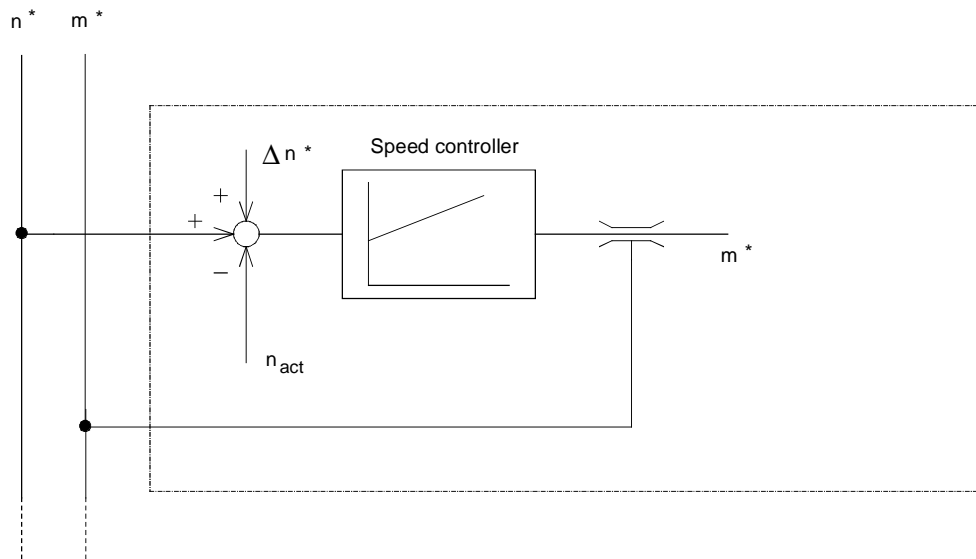 n * m *
Speed controller
Δ n *
+
+
−
m *
n act